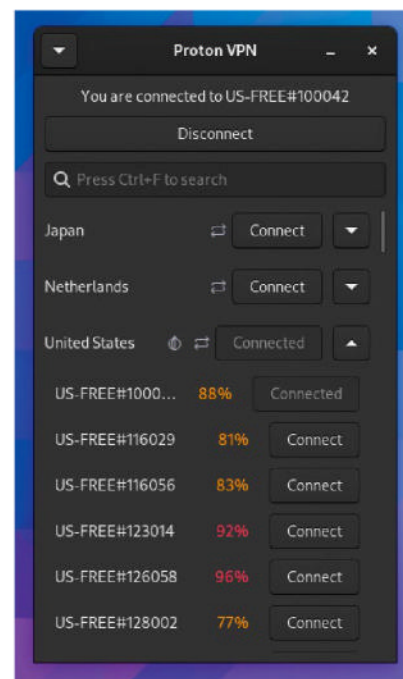 Proton VPN
You are connected to US-FREE#100042
Disconnect
Press Ctrl+F to search
Japan Connect
Netherlands Connect
United States Connected
US-FREE#1000... 88% Connected
US-FREE#116029 81% Connect
US-FREE#116056 83% Connect
US-FREE#123014 92% Connect
US-FREE#126058 96% Connect
US-FREE#128002 77% Connect